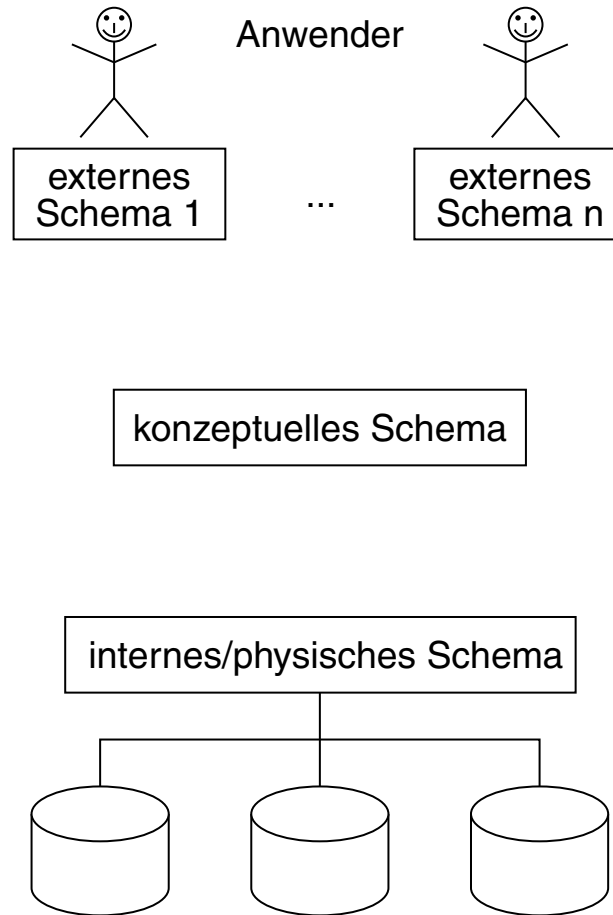 Anwender
externes
Schema 1
...
externes
Schema n
konzeptuelles Schema
internes/physisches Schema